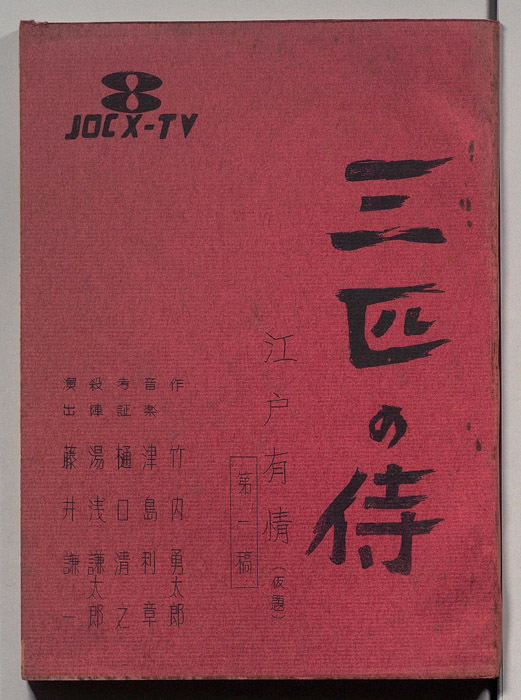 8
JOCX-TV
三匹の侍
江戸有情（仮題）
第一稿
作　竹内勇太郎
音楽　津島利章
考証　樋口清之
殺陣　湯浅謙太郎
演出　藤井謙一